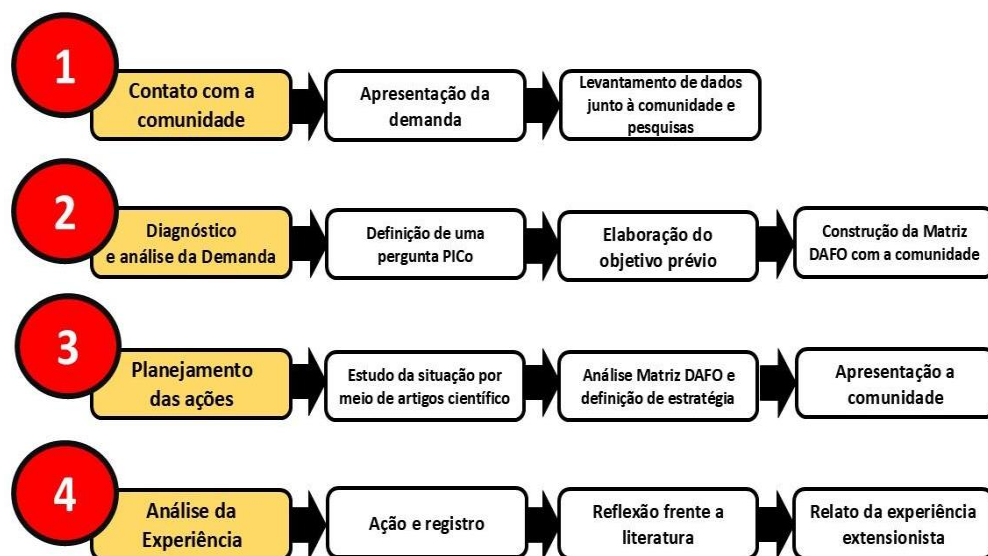 1
Contato com a
comunidade
Apresentação da
demanda
Levantamento de dados
junto à comunidade e
pesquisas
2
Diagnóstico
e análise da Demanda
Definição de uma
pergunta PICo
Elaboração do
objetivo prévio
Construção da Matriz
DAFO com a comunidade
3
Planejamento
das ações
Estudo da situação por
meio de artigos científico
Análise Matriz DAFO e
definição de estratégia
Apresentação a
comunidade
4
Análise da
Experiência
Ação e registro
Reflexão frente a
literatura
Relato da experiência
extensionista